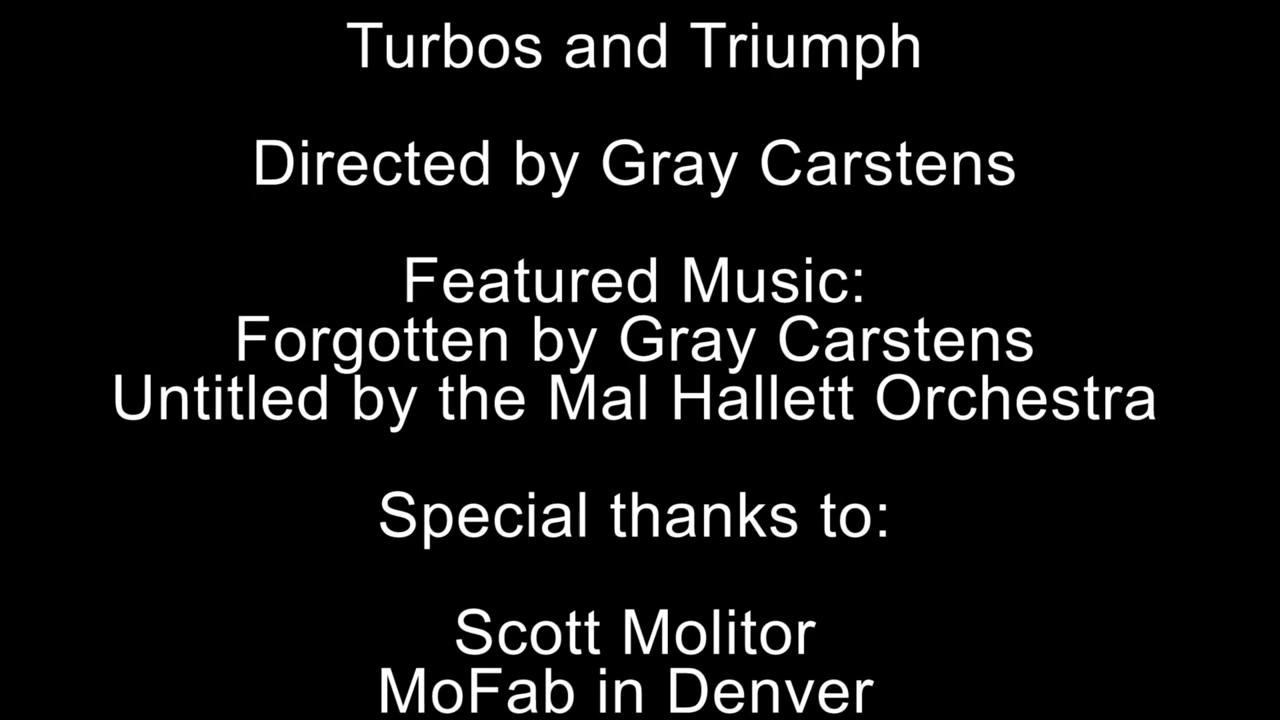 Turbos and Triumph
Directed by Gray Carstens
Featured Music:
Forgotten by Gray Carstens
Untitled by the Mal Hallett Orchestra
Special thanks to:
Scott Molitor
MoFab in Denver